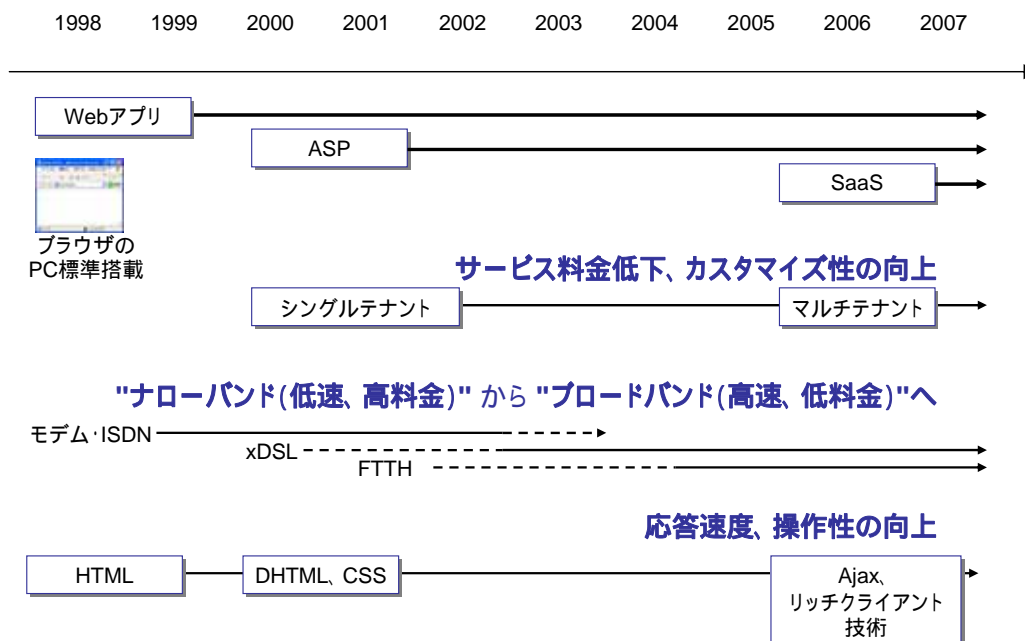 1998 1999 2000 2001 2002 2003 2004 2005 2006 2007
Webアプリ
ASP
SaaS
ブラウザの
PC標準搭載
サービス料金低下、カスタマイズ性の向上
シングルテナント
マルチテナント
"ナローバンド(低速、高料金)" から "ブロードバンド(高速、低料金)"へ
モデム・ISDN
xDSL
FTTH
応答速度、操作性の向上
HTML
DHTML、CSS
Ajax、
リッチクライアント
技術